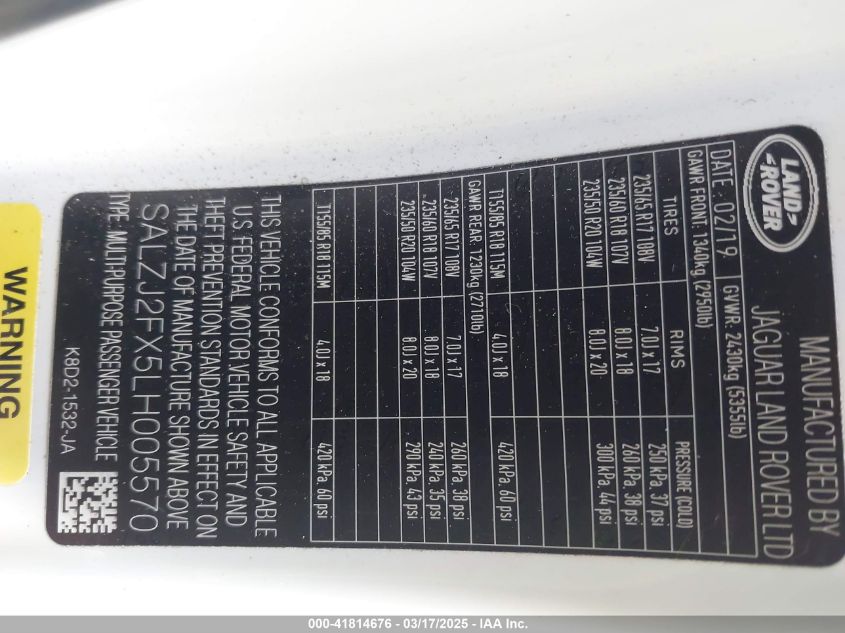 LAND
ROVER
MANUFACTURED BY
JAGUAR LAND ROVER LTD
DATE : 02/19 GVWR: 2430kg (5355lb)
GAWR FRONT: 1340kg (2950lb)
TIRES RIMS PRESSURE (COLD)
235/65 R17 108V 7.0J x 17 250 kPa, 37 psi
235/60 R18 107V 8.0J x 18 260 kPa, 38 psi
235/50 R20 104W 8.0J x 20 300 kPa, 44 psi
T155/85 R18 115M 4.0J x 18 420 kPa, 60 psi
GAWR REAR: 1230kg (2710lb)
235/65 R17 108V 7.0J x 17 260 kPa, 38 psi
235/60 R18 107V 8.0J x 18 240 kPa, 35 psi
235/50 R20 104W 8.0J x 20 290 kPa, 43 psi
T155/85 R18 115M 4.0J x 18 420 kPa, 60 psi
THIS VEHICLE CONFORMS TO ALL APPLICABLE
U.S. FEDERAL MOTOR VEHICLE SAFETY AND
THEFT PREVENTION STANDARDS IN EFFECT ON
THE DATE OF MANUFACTURE SHOWN ABOVE
SALZJ2FX5LH005570
TYPE: MULTI-PURPOSE PASSENGER VEHICLE
K8D2-1532-JA
WARNING
000-41814676 - 03/17/2025 - IAA Inc.